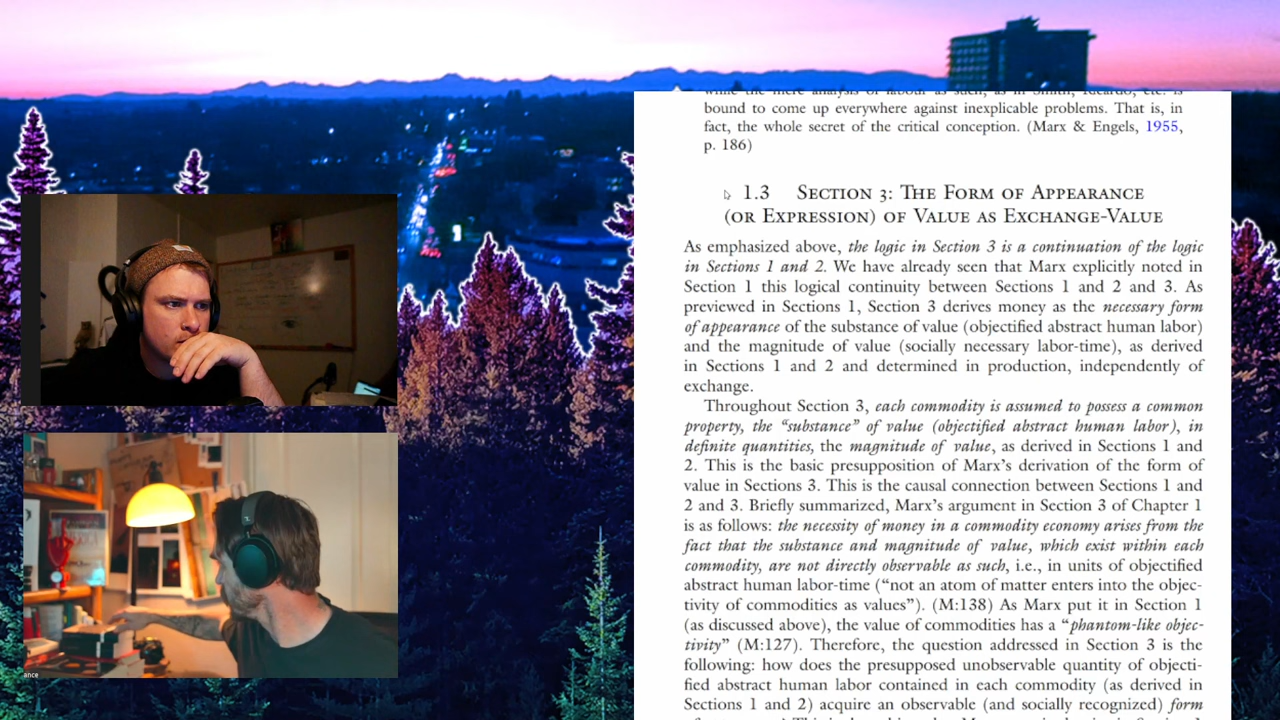 while the mere analysis of labour as such, as in Smith, Ricardo, etc. is
bound to come up everywhere against inexplicable problems. That is, in
fact, the whole secret of the critical conception. (Marx & Engels, 1955,
p. 186)
1.3 Section 3: The Form of Appearance
(or Expression) of Value as Exchange-Value
As emphasized above, the logic in Section 3 is a continuation of the logic
in Sections 1 and 2. We have already seen that Marx explicitly noted in
Section 1 this logical continuity between Sections 1 and 2 and 3. As
previewed in Sections 1, Section 3 derives money as the necessary form
of appearance of the substance of value (objectified abstract human labor)
and the magnitude of value (socially necessary labor-time), as derived
in Sections 1 and 2 and determined in production, independently of
exchange.
Throughout Section 3, each commodity is assumed to possess a common
property, the “substance” of value (objectified abstract human labor), in
definite quantities, the magnitude of value, as derived in Sections 1 and
2. This is the basic presupposition of Marx’s derivation of the form of
value in Sections 3. This is the causal connection between Sections 1 and
2 and 3. Briefly summarized, Marx’s argument in Section 3 of Chapter 1
is as follows: the necessity of money in a commodity economy arises from the
fact that the substance and magnitude of value, which exist within each
commodity, are not directly observable as such, i.e., in units of objectified
abstract human labor-time (“not an atom of matter enters into the objec-
tivity of commodities as values”). (M:138) As Marx put it in Section 1
(as discussed above), the value of commodities has a “phantom-like objec-
tivity” (M:127). Therefore, the question addressed in Section 3 is the
following: how does the presupposed unobservable quantity of objecti-
fied abstract human labor contained in each commodity (as derived in
Sections 1 and 2) acquire an observable (and socially recognized) form
ance